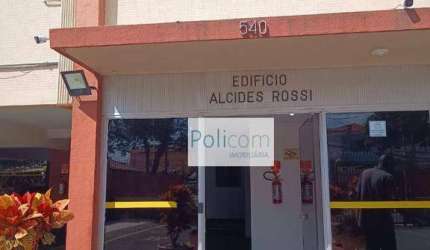 540
EDIFICIO
ALCIDES ROSSI
Policom
IMOBILIÁRIA